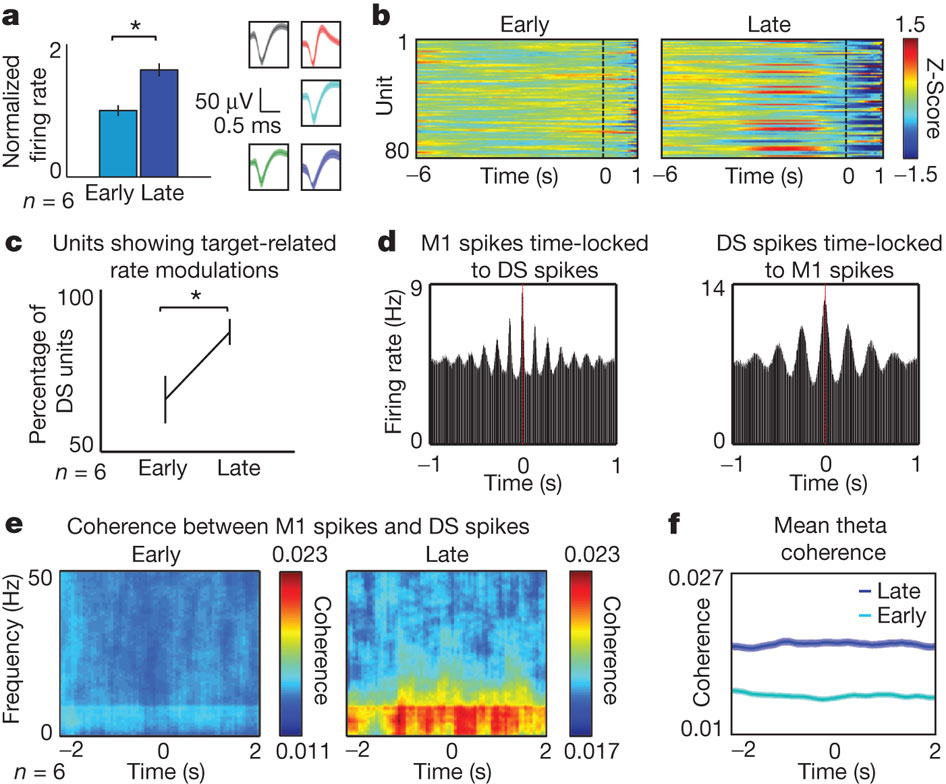 a
Normalized
firing rate
2
0
*
Early Late
n = 6
50 µV
0.5 ms
b
Early
Late
Unit
1
80
−6
Time (s)
0
1
−6
Time (s)
0
1
1.5
Z-Score
−1.5
c
Units showing target-related
rate modulations
Percentage of
DS units
100
50
*
Early
Late
n = 6
d
M1 spikes time-locked
to DS spikes
Firing rate (Hz)
9
0
−1
0
1
Time (s)
DS spikes time-locked
to M1 spikes
14
0
−1
0
1
Time (s)
e
Coherence between M1 spikes and DS spikes
Early
Frequency (Hz)
50
0
−2
0
2
Time (s)
n = 6
0.023
Coherence
0.011
Late
−2
0
2
Time (s)
0.023
Coherence
0.017
f
Mean theta
coherence
Coherence
0.027
0.01
Late
Early
−2
0
2
Time (s)